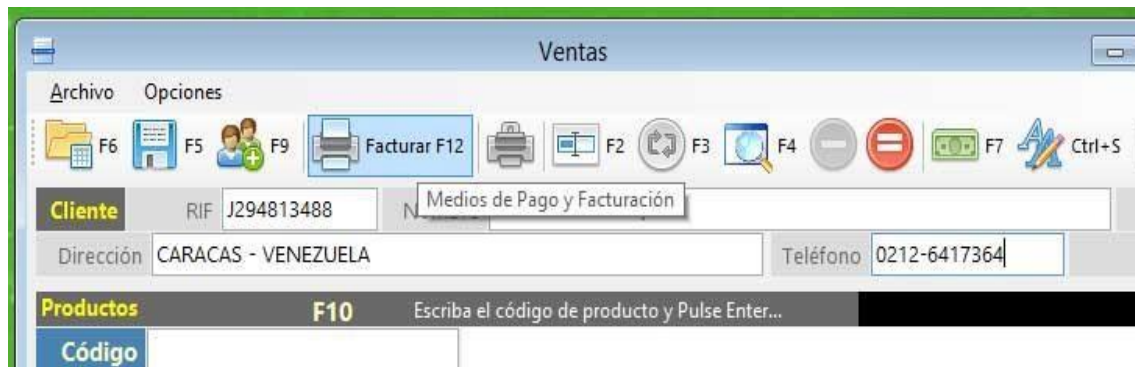 Ventas
Archivo Opciones
F6 F5 F9 Facturar F12 F2 F3 F4 F7 Ctrl+S
Medios de Pago y Facturación
Cliente RIF J294813488
Dirección CARACAS - VENEZUELA Teléfono 0212-6417364
Productos F10 Escriba el código de producto y Pulse Enter...
Código